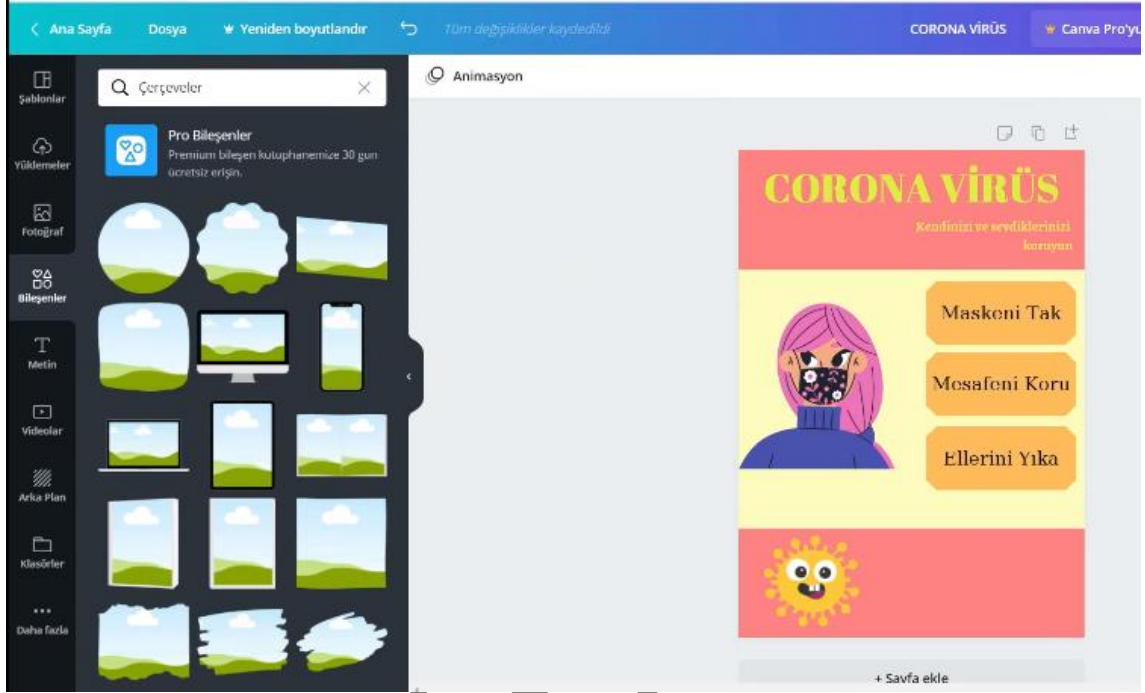 Ana Sayfa
Dosya
Yeniden boyutlandır
Tüm değişiklikler kaydedildi
CORONA VİRÜS
Canva Pro'yu
Şablonlar
Yüklemeler
Fotoğraf
Bileşenler
Metin
Videolar
Arka Plan
Klasörler
Daha fazla
Çerçeveler
Pro Bileşenler
Premium bileşen kutuphanemize 30 gun
ücretsiz erişin.
Animasyon
CORONA VİRÜS
Kendinizi ve sevdiklerinizi
koruyun
Maskeni Tak
Mesafeni Koru
Ellerini Yıka
+ Sayfa ekle